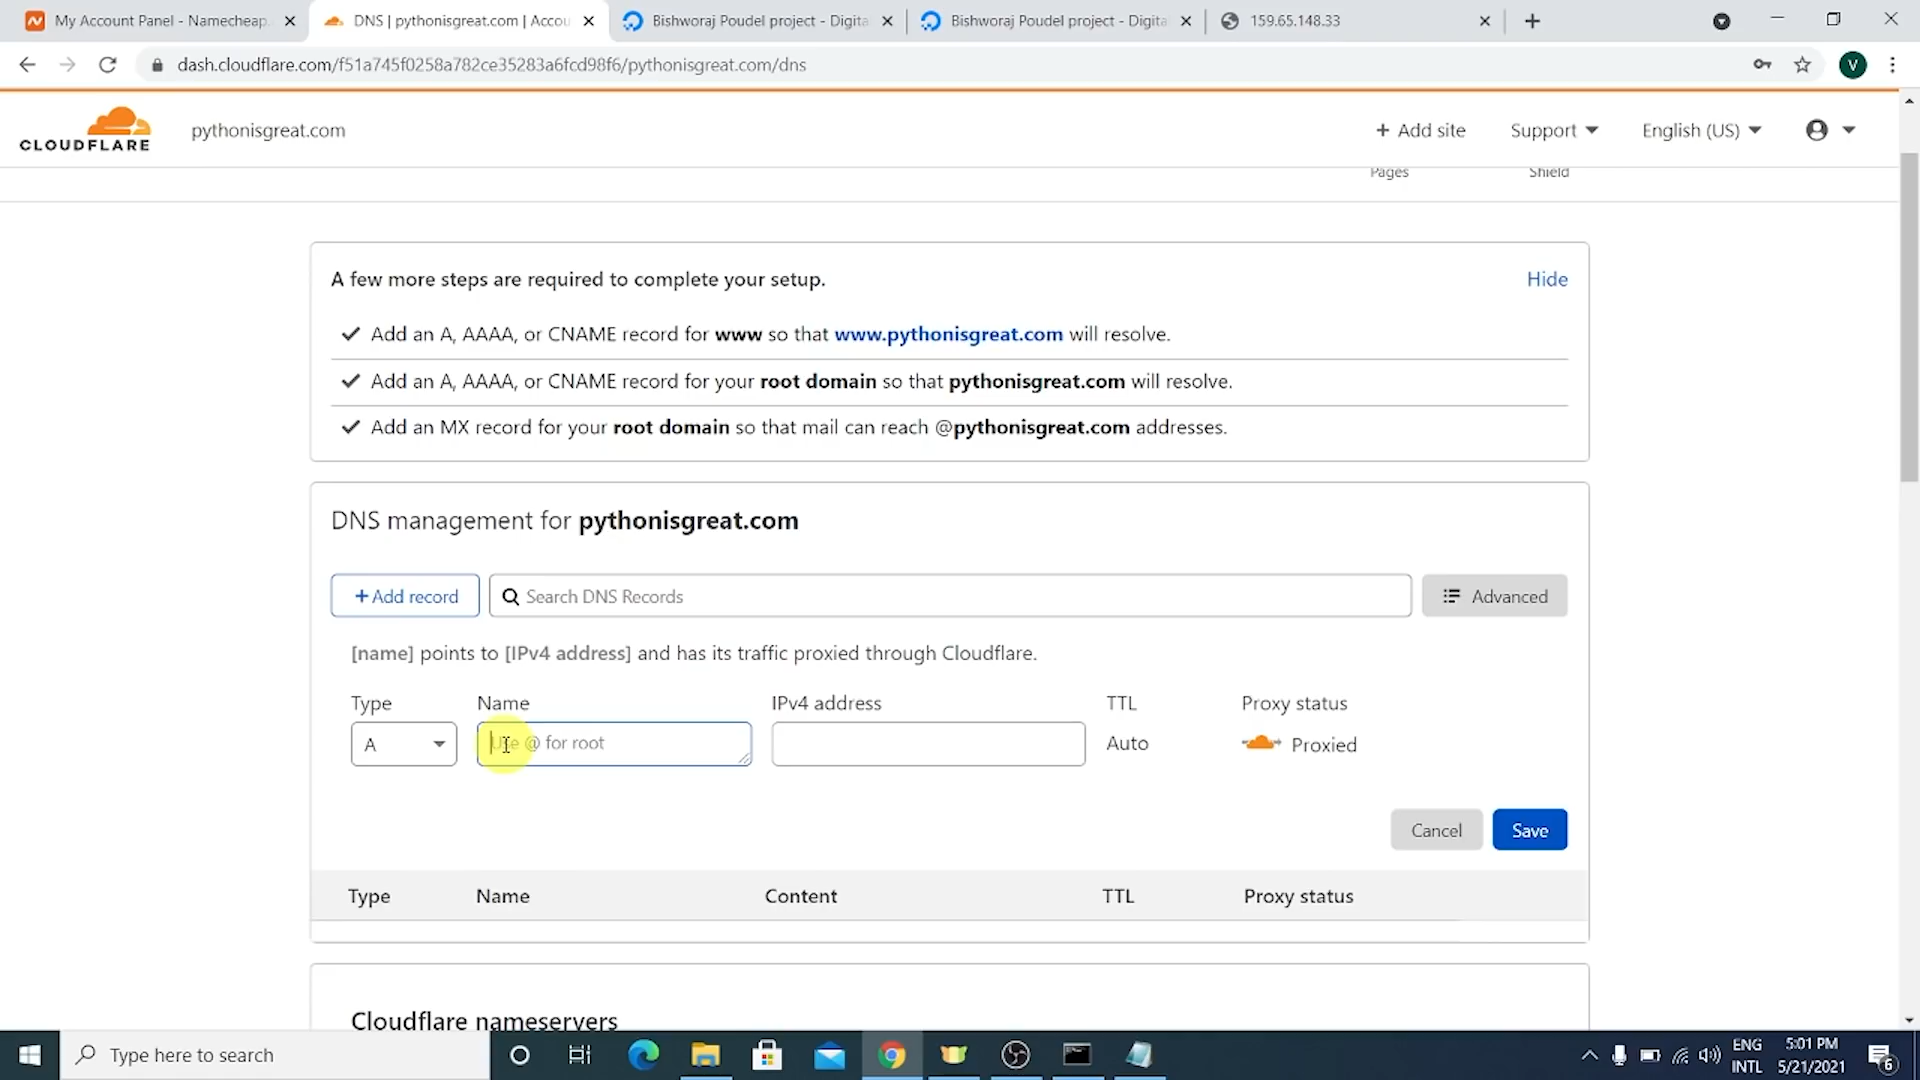 My Account Panel - Namecheap.
DNS | pythonisgreat.com | Accou
Bishworaj Poudel project - Digita
Bishworaj Poudel project - Digita
159.65.148.33
dash.cloudflare.com/f51a745f0258a782ce35283a6fcd98f6/pythonisgreat.com/dns
V
CLOUDFLARE
pythonisgreat.com
+ Add site
Support
English (US)
Pages
Shield
A few more steps are required to complete your setup.
Hide
Add an A, AAAA, or CNAME record for www so that www.pythonisgreat.com will resolve.
Add an A, AAAA, or CNAME record for your root domain so that pythonisgreat.com will resolve.
Add an MX record for your root domain so that mail can reach @pythonisgreat.com addresses.
DNS management for pythonisgreat.com
+ Add record
Search DNS Records
Advanced
[name] points to [IPv4 address] and has its traffic proxied through Cloudflare.
Type Name IPv4 address TTL Proxy status
A
Use @ for root
Auto
Proxied
Cancel
Save
Type Name Content TTL Proxy status
Cloudflare nameservers
Type here to search
ENG
INTL
5:01 PM
5/21/2021
6